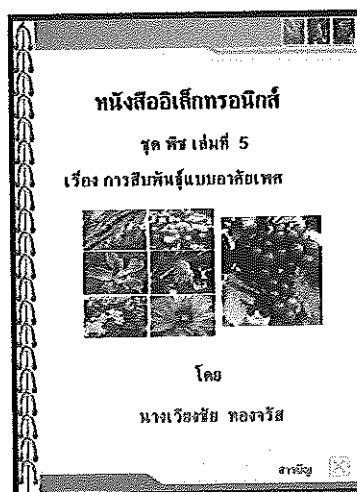 หนังสืออิเล็กทรอนิกส์
ชุด พืช เล่มที่ 5
เรื่อง การสืบพันธุ์แบบอาศัยเพศ
โดย
นางเวียงชัย ทองจรัส
สารบัญ